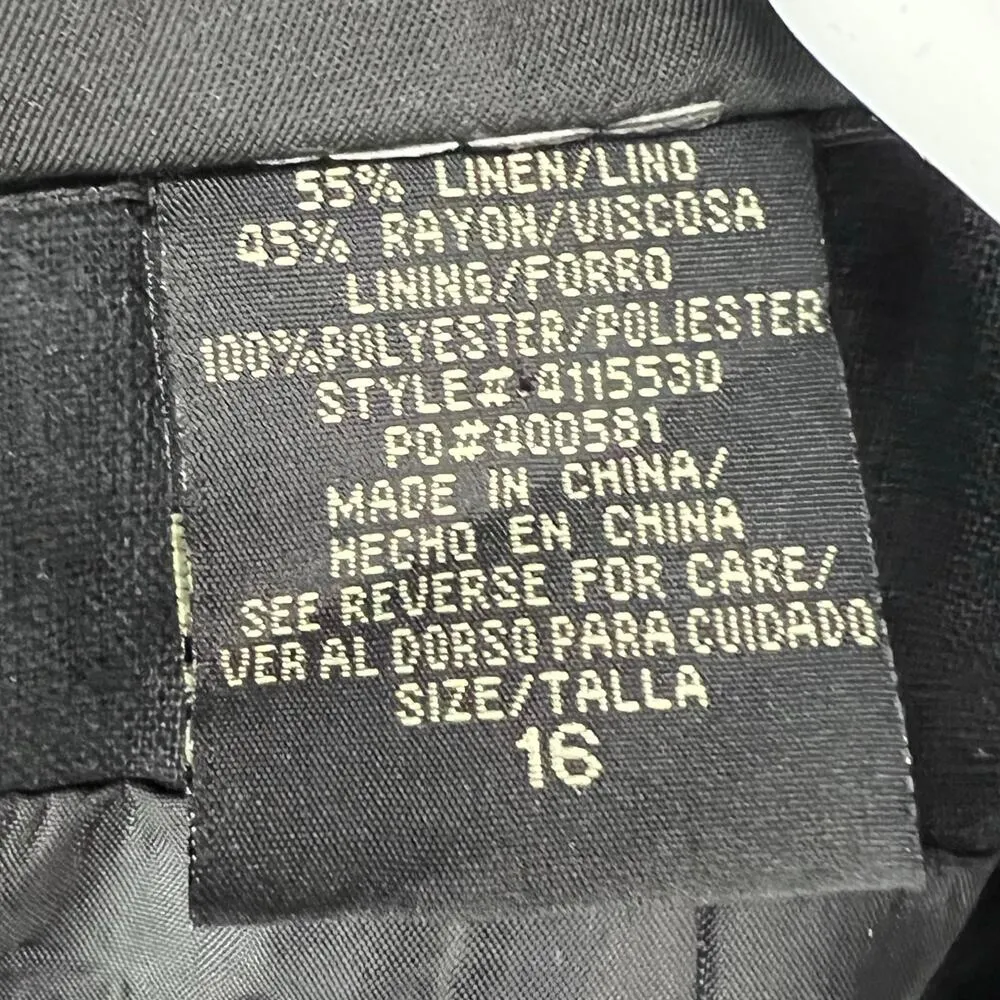 55% LINEN/LINO
45% RAYON/VISCOSA
LINING/FORRO
100%POLYESTER/POLIESTER
STYLE# 4115530
PO#400581
MADE IN CHINA/
HECHO EN CHINA
SEE REVERSE FOR CARE/
VER AL DORSO PARA CUIDADO
SIZE/TALLA
16